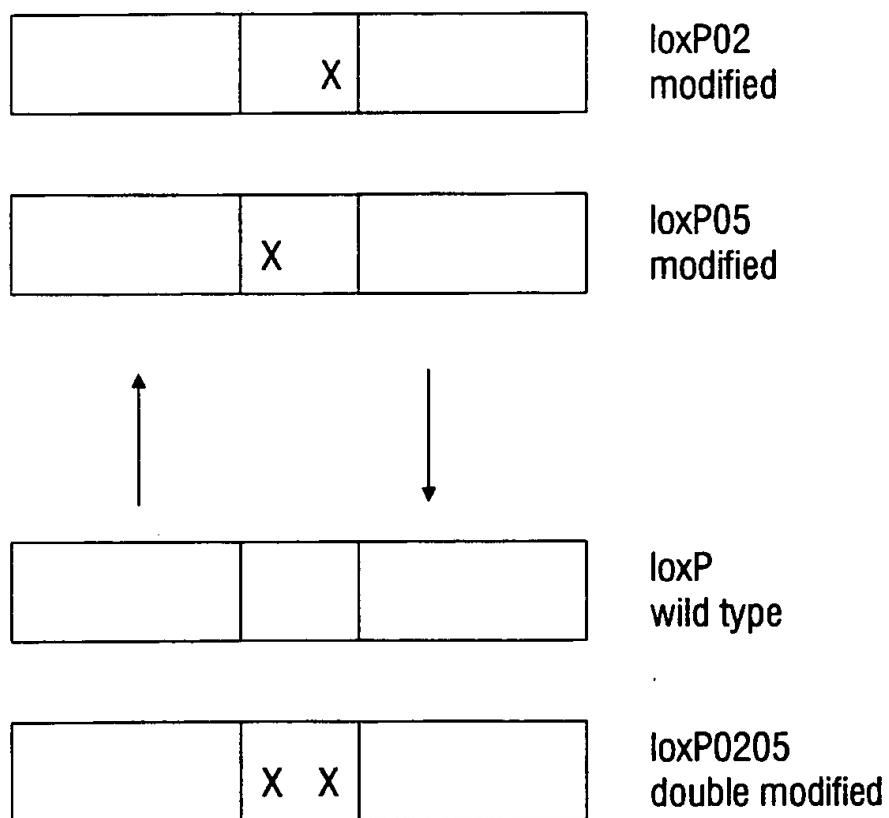 X
loxP02
modified
X
loxP05
modified
loxP
wild type
X X
loxP0205
double modified